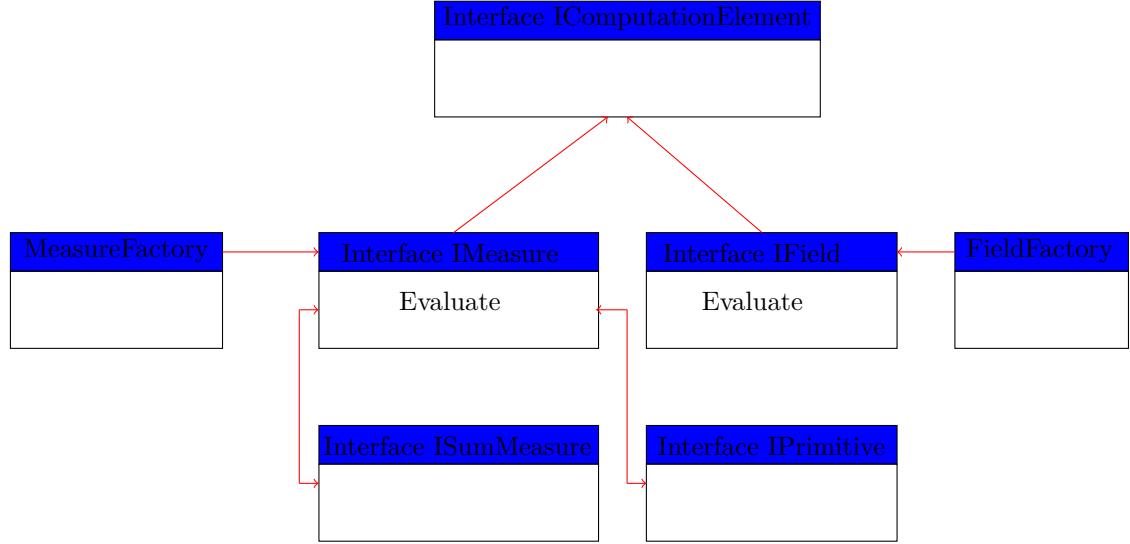 Interface IComputationElement
MeasureFactory
Interface IMeasure
Interface IField
FieldFactory
Evaluate
Evaluate
Interface ISumMeasure
Interface IPrimitive